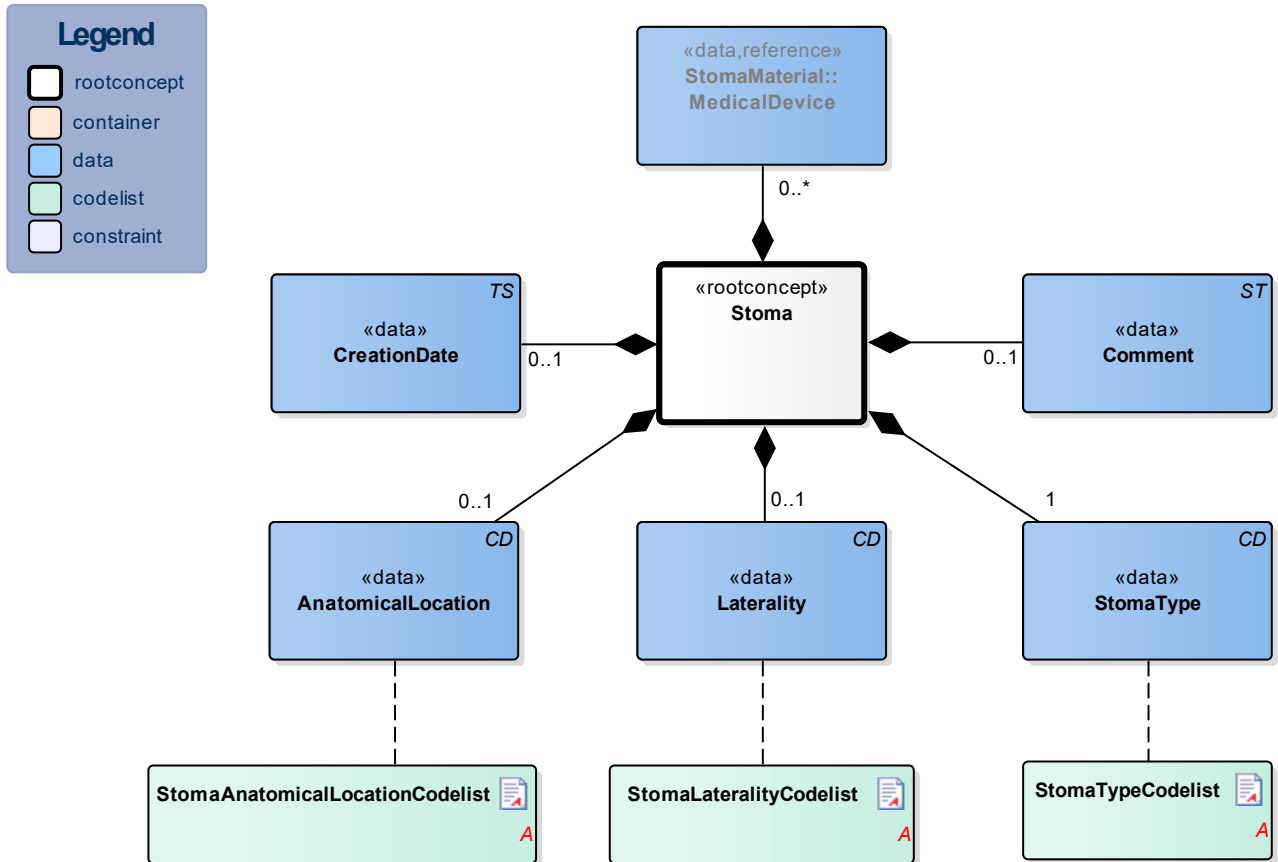 Legend
rootconcept
container
data
codelist
constraint
«data,reference»
StomaMaterial::
MedicalDevice
0..*
TS
«data»
CreationDate
0..1
«rootconcept»
Stoma
ST
«data»
Comment
0..1
0..1
0..1
1
CD
«data»
AnatomicalLocation
CD
«data»
Laterality
CD
«data»
StomaType
StomaAnatomicalLocationCodelist
A
StomaLateralityCodelist
A
StomaTypeCodelist
A